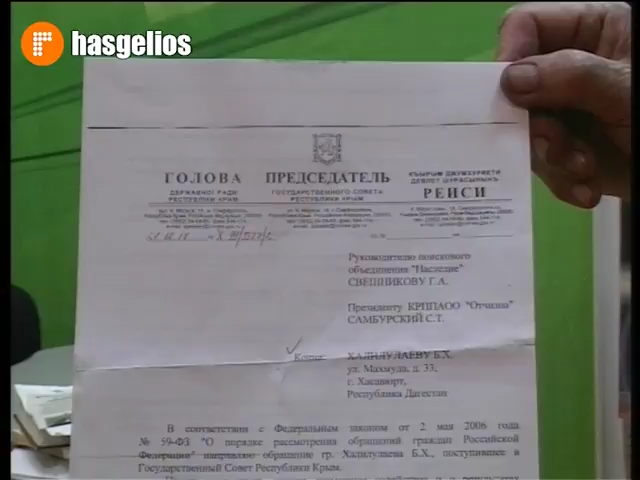 hasgelios
ГОЛОВА
ДЕРЖАВНОЇ РАДИ
РЕСПУБЛІКИ КРИМ
ПРЕДСЕДАТЕЛЬ
ГОСУДАРСТВЕННОГО СОВЕТА
РЕСПУБЛИКИ КРЫМ
КЪЫРЫМ ДЖУМХУРИЕТИ
ДЕВЛЕТ ШУРАСЫНЫНЪ
РЕИСИ
Руководителю поискового
объединения "Наследие"
СВЕШНИКОВУ Г.А.
Президенту КРППАОО "Отчизна"
САМБУРСКИЙ С.Т.
Копия: ХАЛИЛУЛАЕВУ Б.Х.
ул. Махмуда, д. 33,
г. Хасавюрт,
Республика Дагестан
В соответствии с Федеральным законом от 2 мая 2006 года
№ 59-ФЗ "О порядке рассмотрения обращений граждан Российской
Федерации" направляю обращение гр. Халилулаева Б.Х., поступившее в
Государственный Совет Республики Крым.